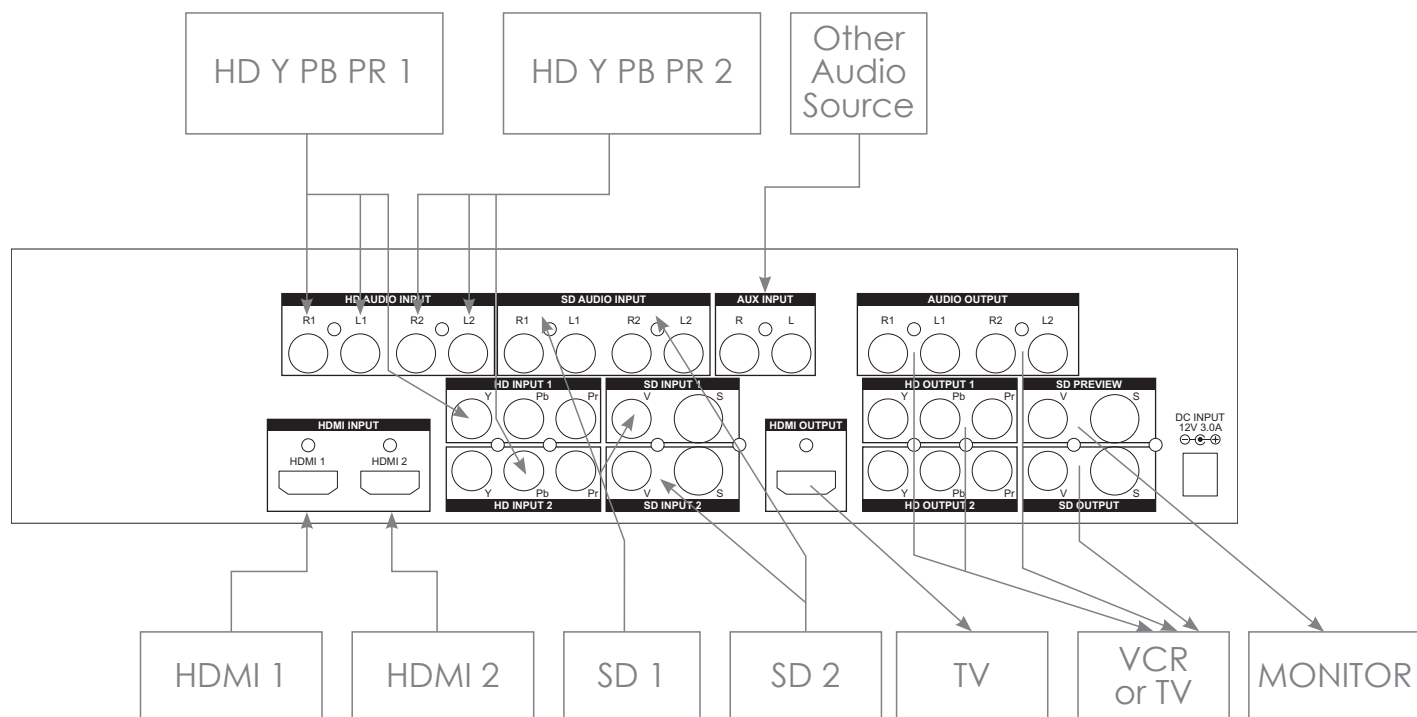 HD Y PB PR 1
HD Y PB PR 2
Other
Audio
Source
HD AUDIO INPUT
SD AUDIO INPUT
AUX INPUT
AUDIO OUTPUT
R1 L1 R2 L2
R1 L1 R2 L2
R L
R1 L1 R2 L2
HD INPUT 1
SD INPUT 1
HD OUTPUT 1
SD PREVIEW
Y Pb Pr
V S
Y Pb Pr
V S
HDMI INPUT
HDMI 1 HDMI 2
HDMI OUTPUT
DC INPUT
12V 3.0A
Y Pb Pr
V S
Y Pb Pr
V S
HD INPUT 2
SD INPUT 2
HD OUTPUT 2
SD OUTPUT
HDMI 1
HDMI 2
SD 1
SD 2
TV
VCR
or TV
MONITOR